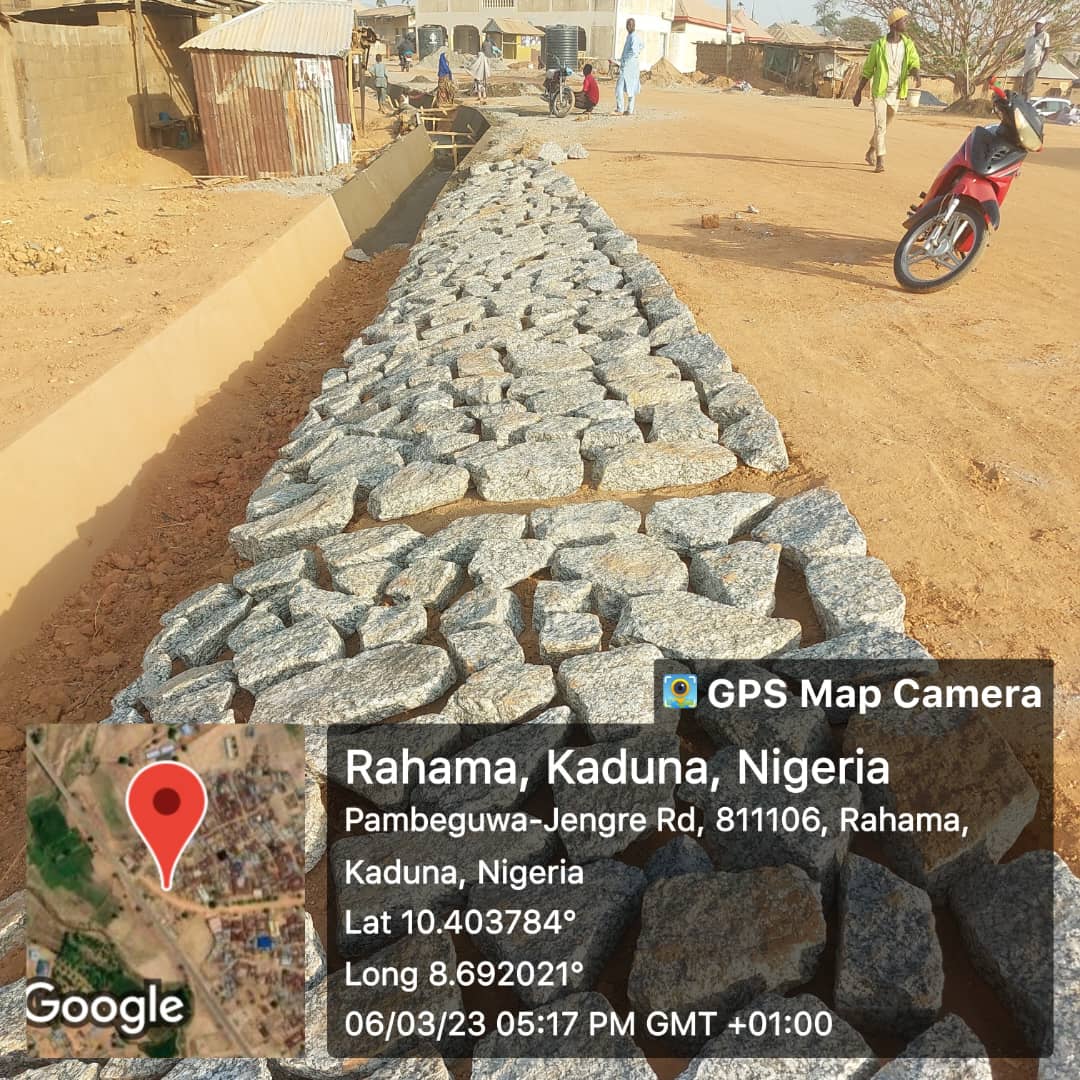 GPS Map Camera
Rahama, Kaduna, Nigeria
Pambeguwa-Jengre Rd, 811106, Rahama,
Kaduna, Nigeria
Lat 10.403784°
Long 8.692021°
06/03/23 05:17 PM GMT +01:00
Google